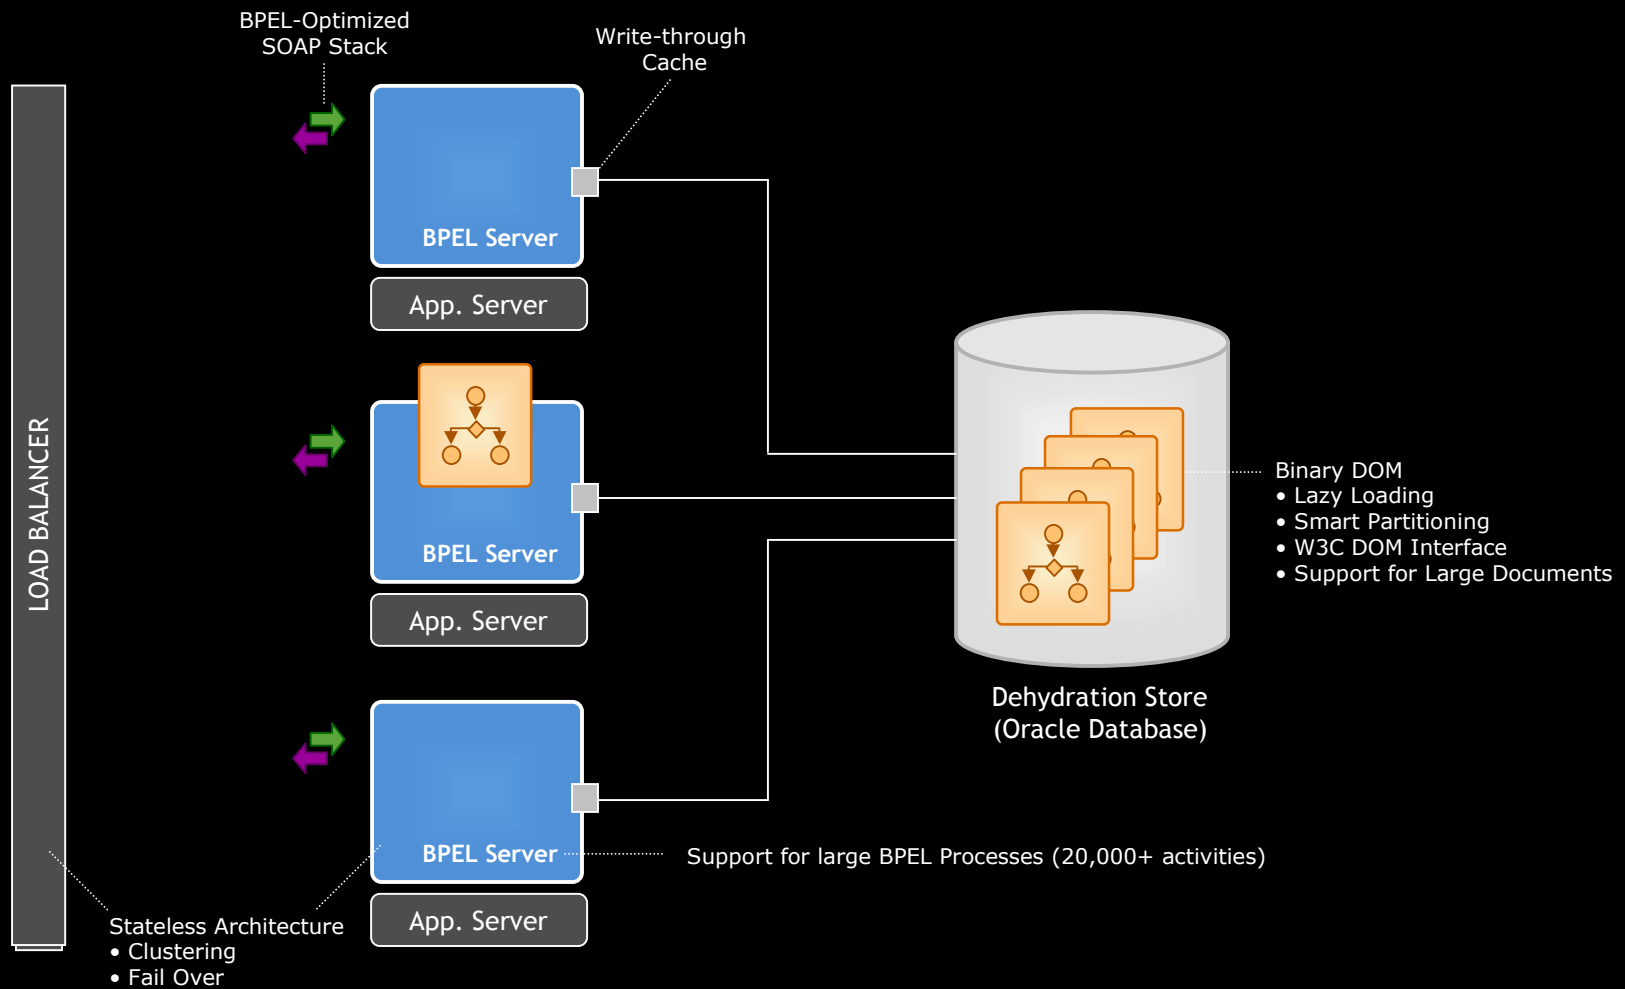 BPEL-Optimized
SOAP Stack
Write-through
Cache
LOAD BALANCER
BPEL Server
App. Server
BPEL Server
App. Server
Binary DOM
• Lazy Loading
• Smart Partitioning
• W3C DOM Interface
• Support for Large Documents
Dehydration Store
(Oracle Database)
BPEL Server
Support for large BPEL Processes (20,000+ activities)
App. Server
Stateless Architecture
• Clustering
• Fail Over